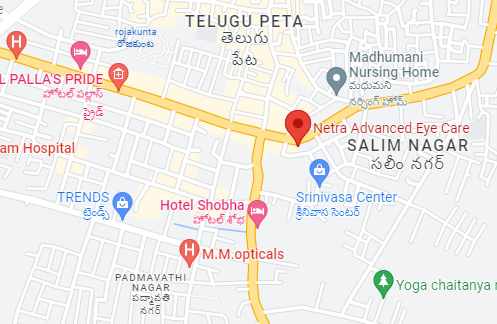 rojakunta
రోజకుంట
TELUGU PETA
తెలుగు
పేట
Madhumani
Nursing Home
మధుమని
నర్సింగ్ హోమ్
L PALLA'S PRIDE
హోటల్ పల్లాస్
ప్రైడ్
Netra Advanced Eye Care
SALIM NAGAR
సలీం నగర్
am Hospital
TRENDS
ట్రెండ్స్
Srinivasa Center
శ్రీనివాస సెంటర్
Hotel Shobha
హోటల్ శోభ
M.M.opticals
PADMAVATHI
NAGAR
పద్మావతి
నగర్
Yoga chaitanya